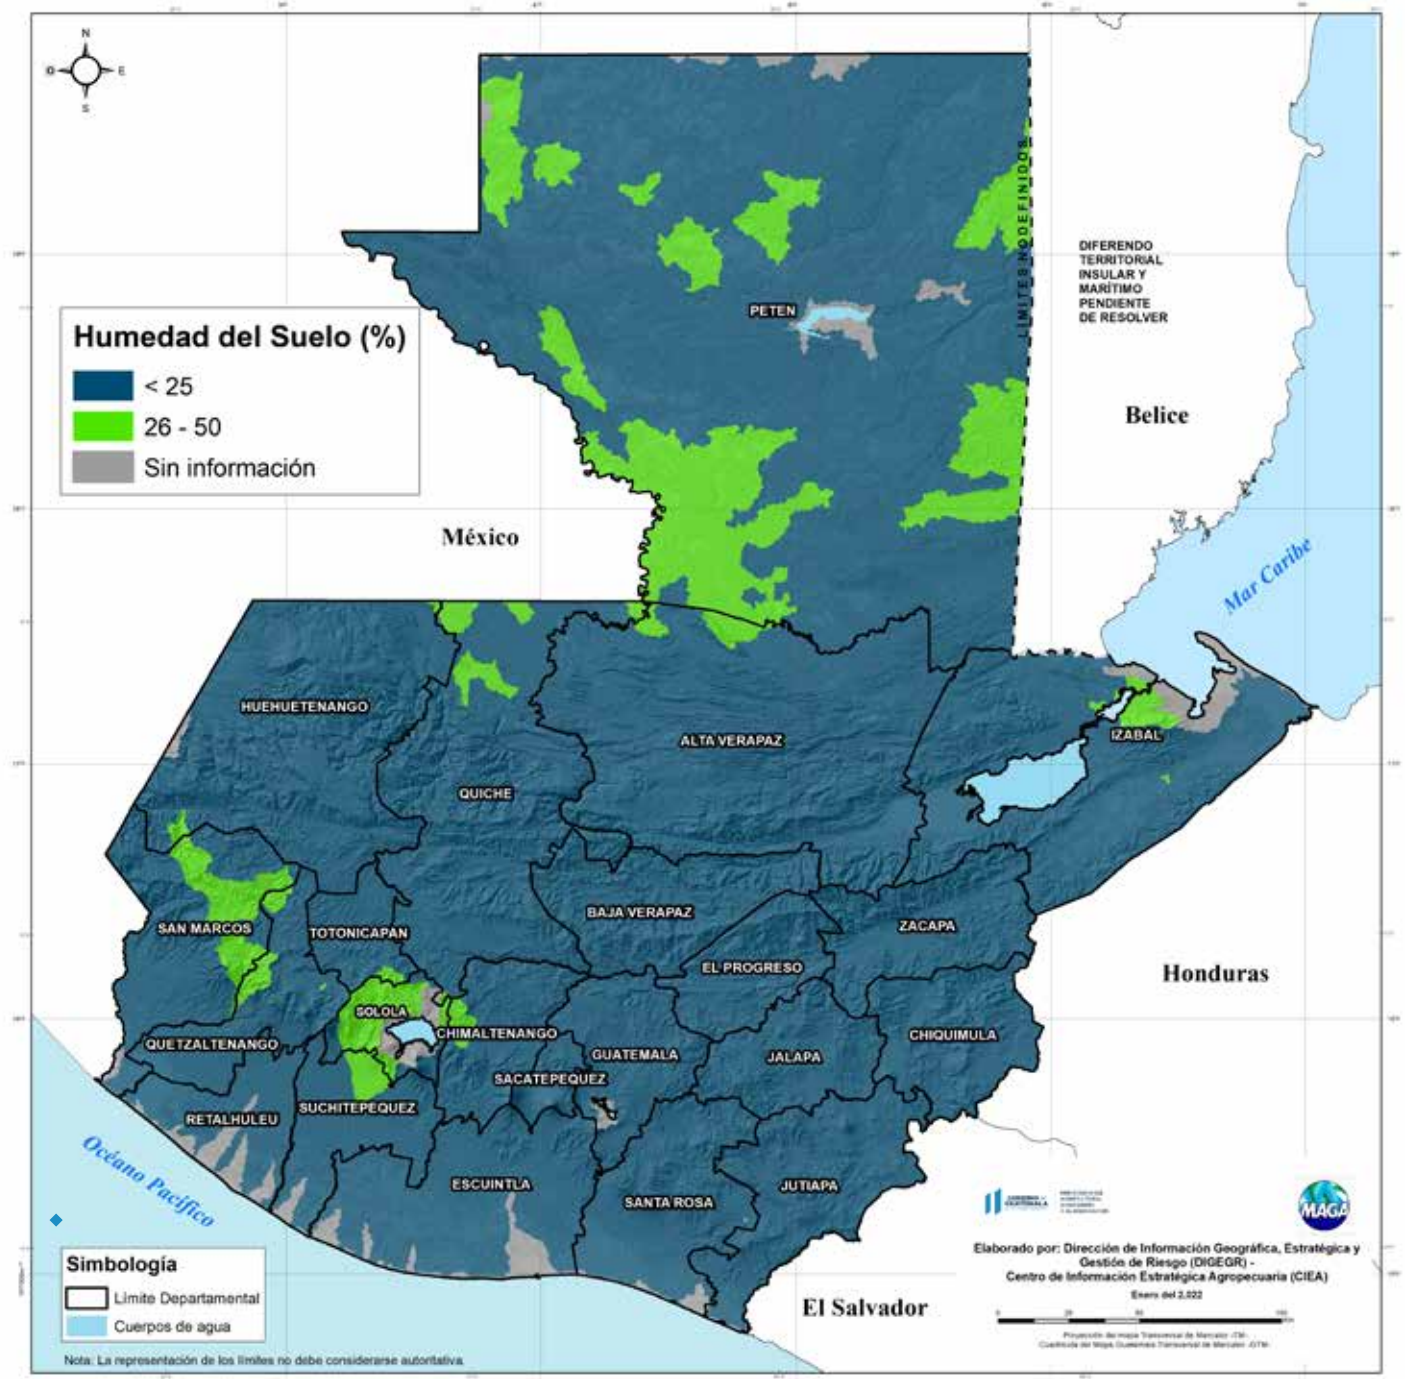 N
O
E
S
LÍMITES NO DEFINIDOS
DIFERENDO
TERRITORIAL
INSULAR Y
MARÍTIMO
PENDIENTE
DE RESOLVER
PETEN
Humedad del Suelo (%)
< 25
26 - 50
Sin información
Belice
México
Mar Caribe
HUEHUETENANGO
ALTA VERAPAZ
IZABAL
QUICHE
BAJA VERAPAZ
SAN MARCOS
TOTONICAPAN
ZACAPA
EL PROGRESO
Honduras
SOLOLA
CHIMALTENANGO
CHIQUIMULA
QUETZALTENANGO
GUATEMALA
JALAPA
SACATEPEQUEZ
RETALHULEU
SUCHITEPEQUEZ
Océano Pacífico
ESCUINTLA
SANTA ROSA
JUTIAPA
MAGA
Simbología
Límite Departamental
Cuerpos de agua
El Salvador
Elaborado por: Dirección de Información Geográfica, Estratégica y
Gestión de Riesgo (DIGEGR) -
Centro de Información Estratégica Agropecuaria (CIEA)
Enero del 2,022
Nota: La representación de los límites no debe considerarse autoritativa